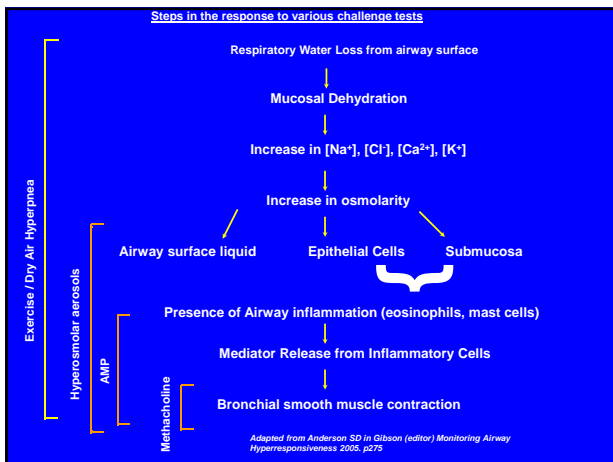 Steps in the response to various challenge tests
Respiratory Water Loss from airway surface
Mucosal Dehydration
Increase in [Na⁺], [Cl⁻], [Ca²⁺], [K⁺]
Increase in osmolarity
Airway surface liquid
Epithelial Cells
Submucosa
Presence of Airway inflammation (eosinophils, mast cells)
Mediator Release from Inflammatory Cells
Bronchial smooth muscle contraction
Exercise / Dry Air Hyperpnea
Hyperosmolar aerosols
AMP
Methacholine
Adapted from Anderson SD in Gibson (editor) Monitoring Airway
Hyperresponsiveness 2005. p275